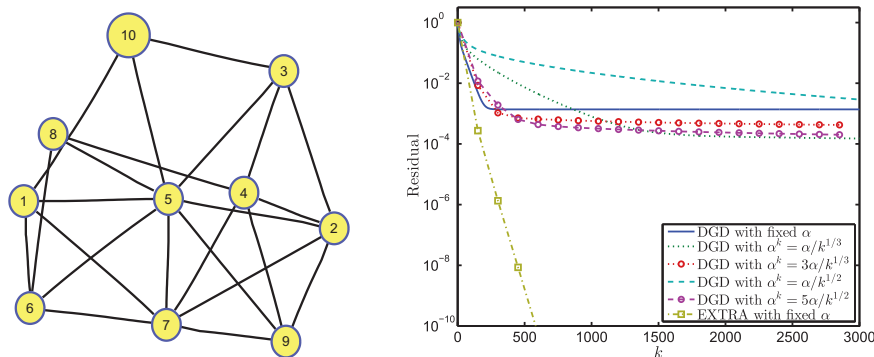 10
3
8
4
5
1
2
6
7
9
Residual
10^0
10^{-2}
10^{-4}
10^{-6}
10^{-8}
10^{-10}
DGD with fixed α
DGD with α^k = α/k^{1/3}
DGD with α^k = 3α/k^{1/3}
DGD with α^k = α/k^{1/2}
DGD with α^k = 5α/k^{1/2}
EXTRA with fixed α
0 500 1000 1500 2000 2500 3000
k